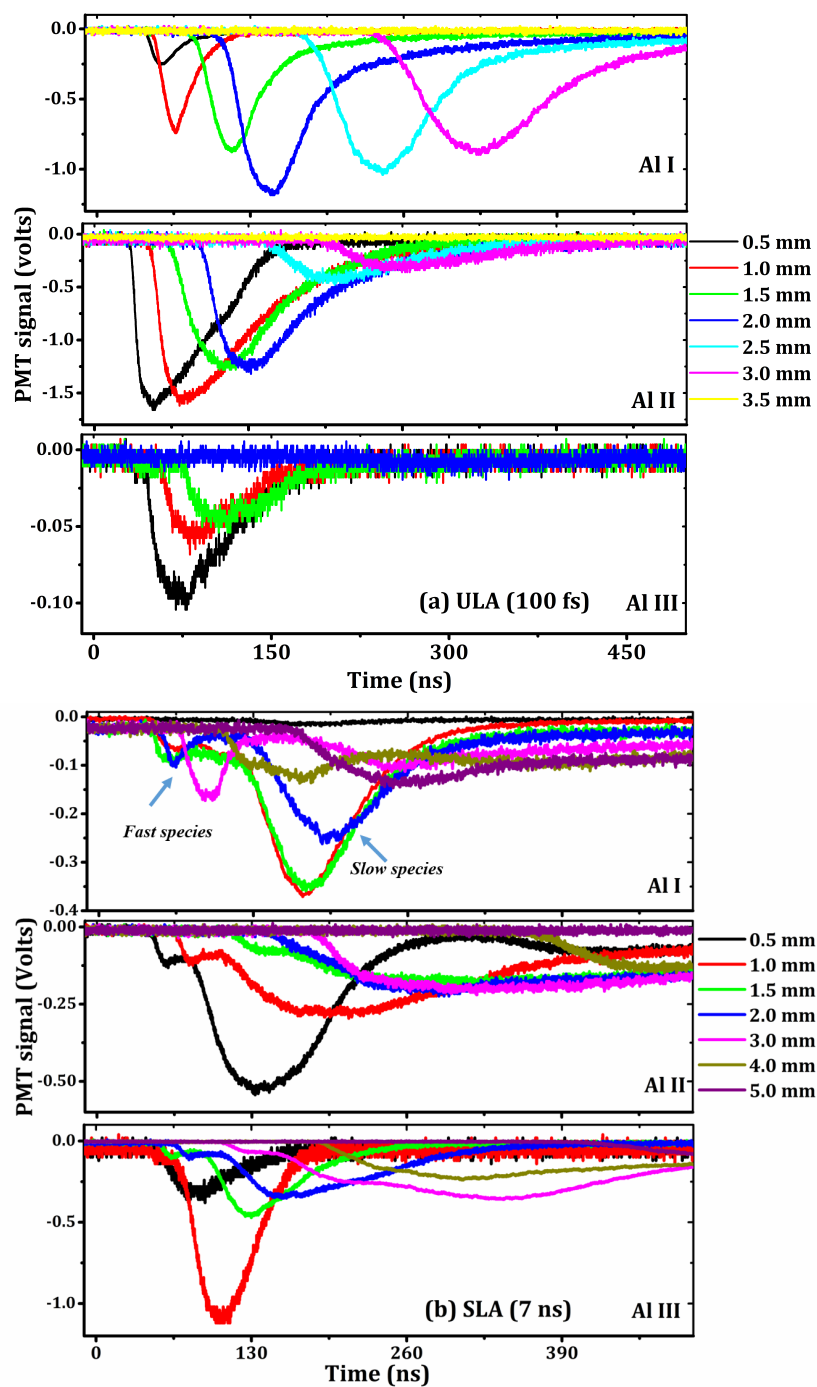 0.0
-0.5
-1.0
Al I
0.0
-0.5
-1.0
-1.5
Al II
0.00
-0.05
-0.10
(a) ULA (100 fs)
Al III
0
150
300
450
Time (ns)
PMT signal (volts)
0.5 mm
1.0 mm
1.5 mm
2.0 mm
2.5 mm
3.0 mm
3.5 mm
0.0
-0.1
-0.2
-0.3
-0.4
Fast species
Slow species
Al I
0.00
-0.25
-0.50
Al II
0.0
-0.5
-1.0
(b) SLA (7 ns)
Al III
0
130
260
390
Time (ns)
PMT signal (Volts)
0.5 mm
1.0 mm
1.5 mm
2.0 mm
3.0 mm
4.0 mm
5.0 mm